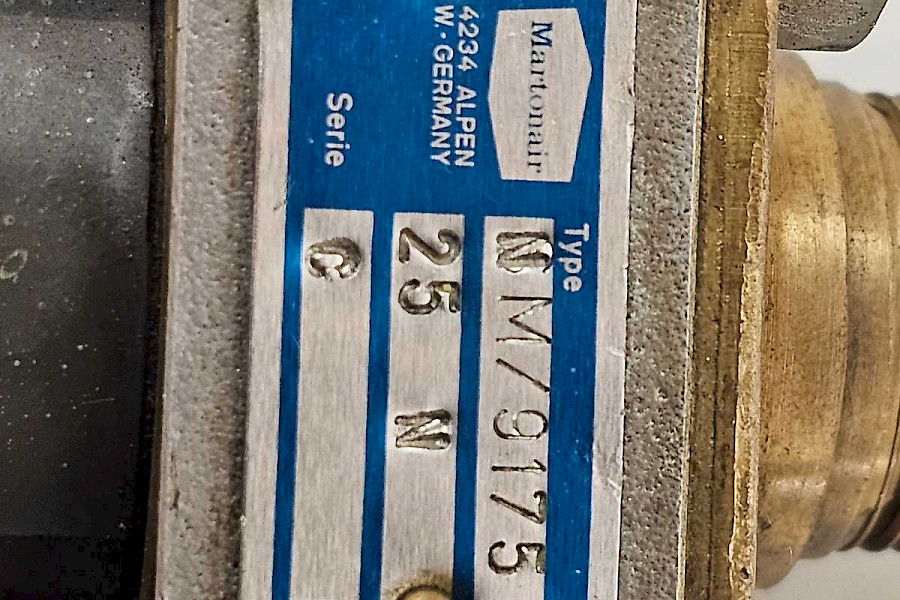 Martonair
4234 ALPEN
W.-GERMANY
Type
N M/9175
25 N
Serie
C